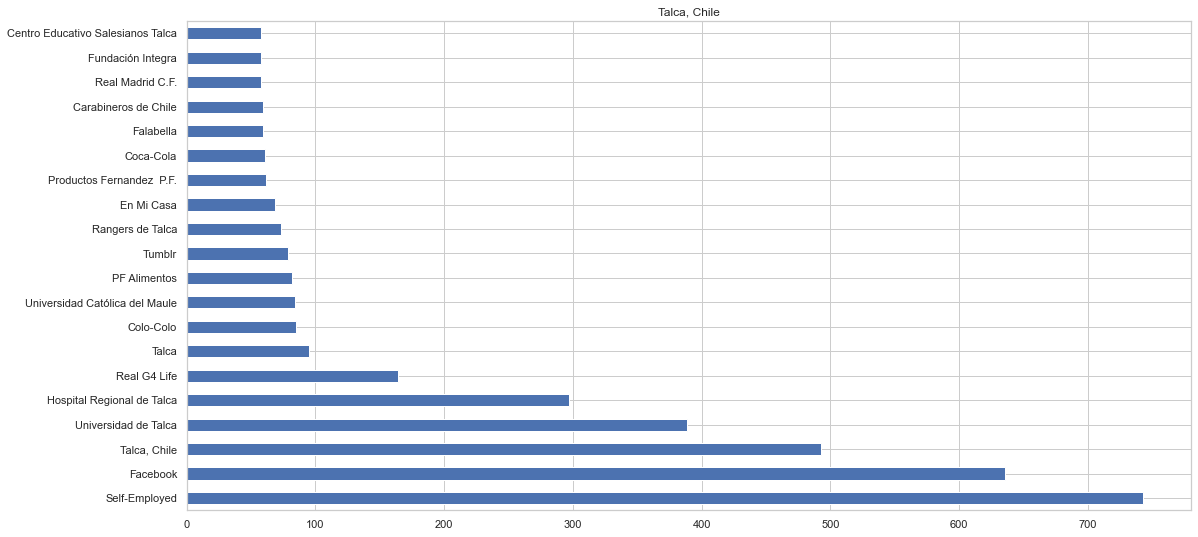 Talca, Chile
Centro Educativo Salesianos Talca
Fundación Integra
Real Madrid C.F.
Carabineros de Chile
Falabella
Coca-Cola
Productos Fernandez  P.F.
En Mi Casa
Rangers de Talca
Tumblr
PF Alimentos
Universidad Católica del Maule
Colo-Colo
Talca
Real G4 Life
Hospital Regional de Talca
Universidad de Talca
Talca, Chile
Facebook
Self-Employed
0 100 200 300 400 500 600 700